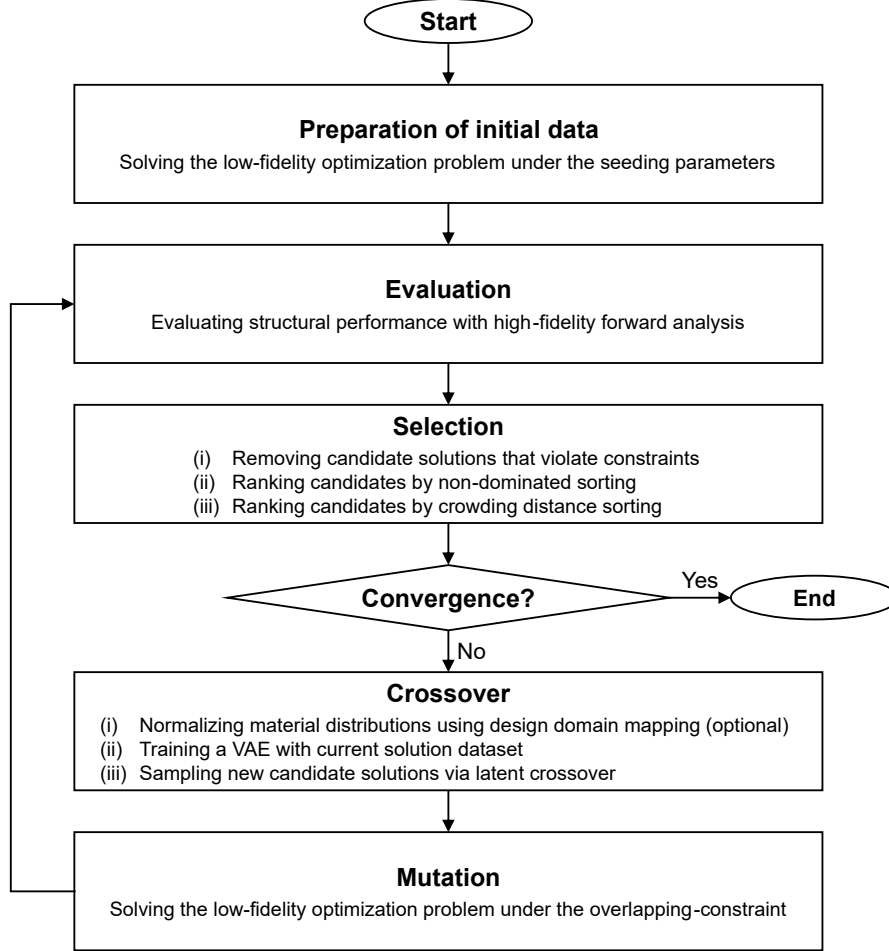 Start
Preparation of initial data
Solving the low-fidelity optimization problem under the seeding parameters
Evaluation
Evaluating structural performance with high-fidelity forward analysis
Selection
(i) Removing candidate solutions that violate constraints
(ii) Ranking candidates by non-dominated sorting
(iii) Ranking candidates by crowding distance sorting
Convergence?
Yes
End
No
Crossover
(i) Normalizing material distributions using design domain mapping (optional)
(ii) Training a VAE with current solution dataset
(iii) Sampling new candidate solutions via latent crossover
Mutation
Solving the low-fidelity optimization problem under the overlapping-constraint